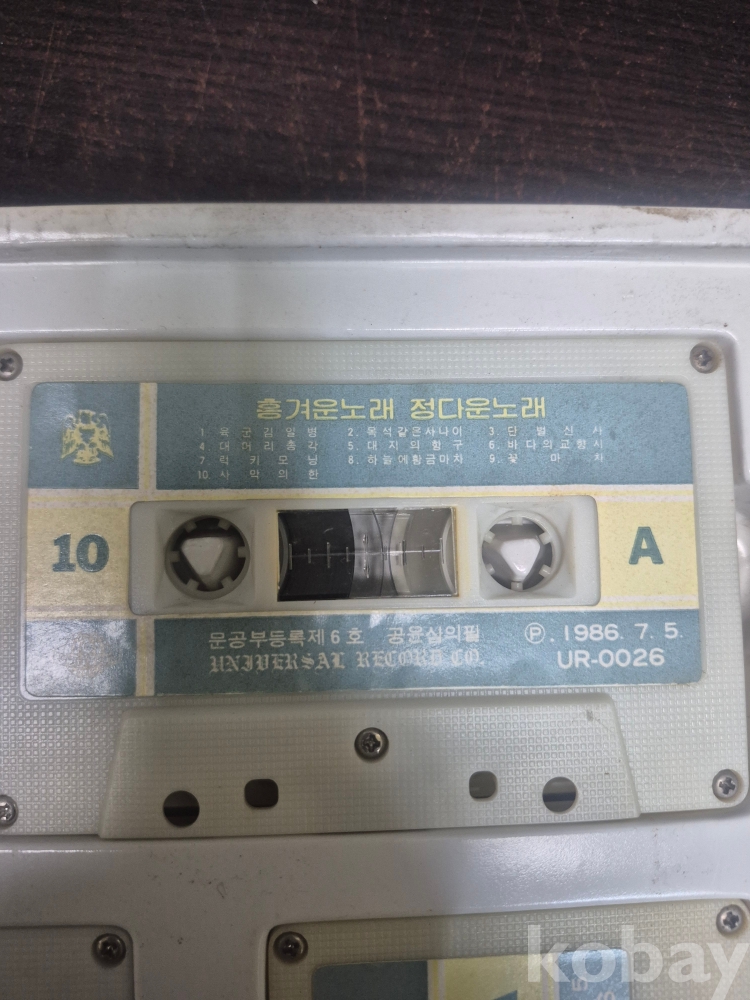 흥겨운노래 정다운노래
1. 육군김일병 2. 목석같은사나이 3. 단벌신사
4. 대머리총각 5. 대지의항구 6. 바다의교향시
7. 럭키모닝 8. 하늘에황금마차 9. 꽃마차
10. 사막의한
10
A
문공부등록제6호 공윤심의필
Ⓟ. 1986. 7. 5.
UNIVERSAL RECORD CO.
UR-0026
kobay